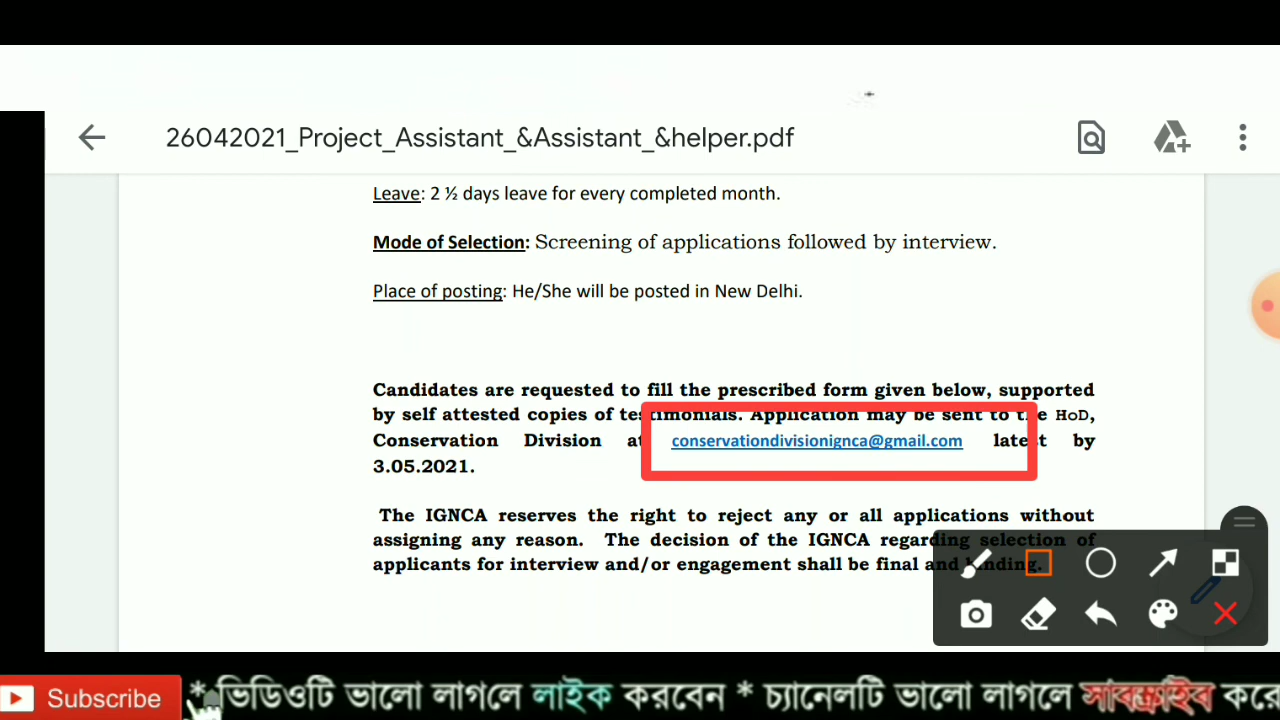 26042021_Project_Assistant_&Assistant_&helper.pdf
Leave: 2 ½ days leave for every completed month.
Mode of Selection: Screening of applications followed by interview.
Place of posting: He/She will be posted in New Delhi.
Candidates are requested to fill the prescribed form given below, supported
by self attested copies of testimonials. Application may be sent to the HoD,
Conservation Division at conservationdivisionignca@gmail.com latest by
3.05.2021.
The IGNCA reserves the right to reject any or all applications without
assigning any reason. The decision of the IGNCA regarding selection of
applicants for interview and/or engagement shall be final and binding.
Subscribe * ভিডিওটি ভালো লাগলে লাইক করবেন * চ্যানেলটি ভালো লাগলে সাবস্ক্রাইব করে